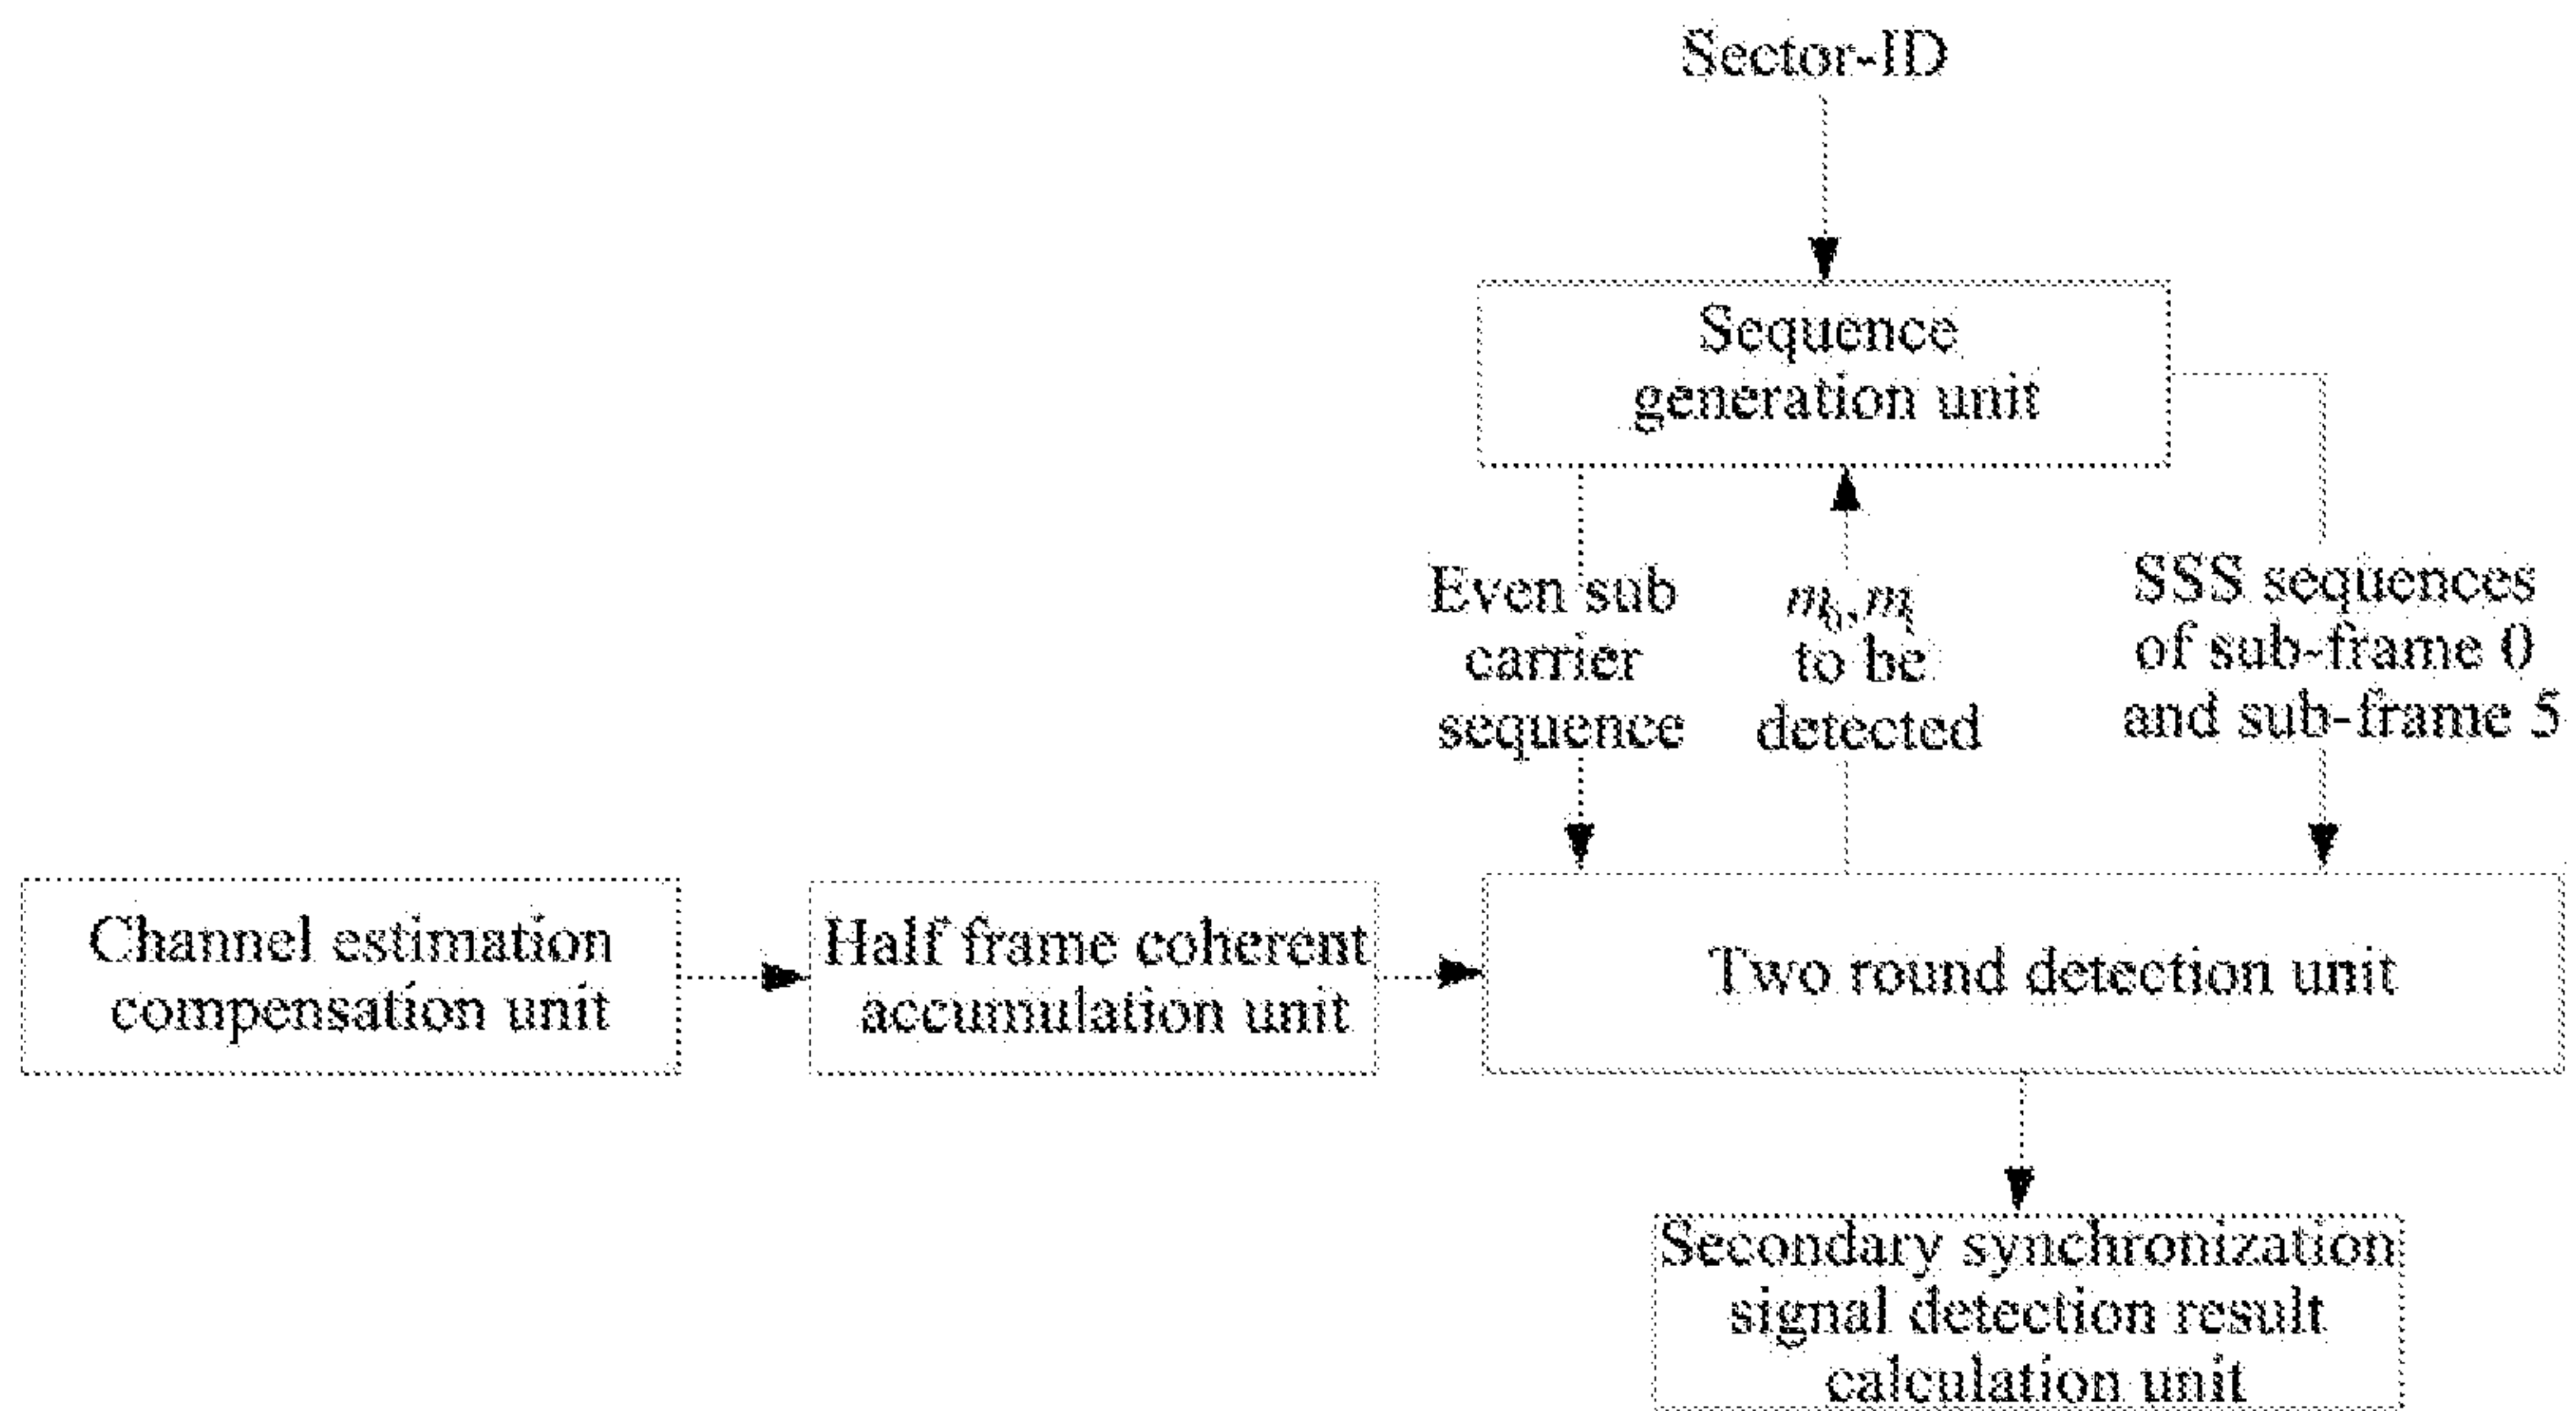 Sector-ID
Sequence
generation unit
Even sub
carrier
sequence
m₀, m₁
to be
detected
SSS sequences
of sub-frame 0
and sub-frame 5
Channel estimation
compensation unit
Half frame coherent
accumulation unit
Two round detection unit
Secondary synchronization
signal detection result
calculation unit